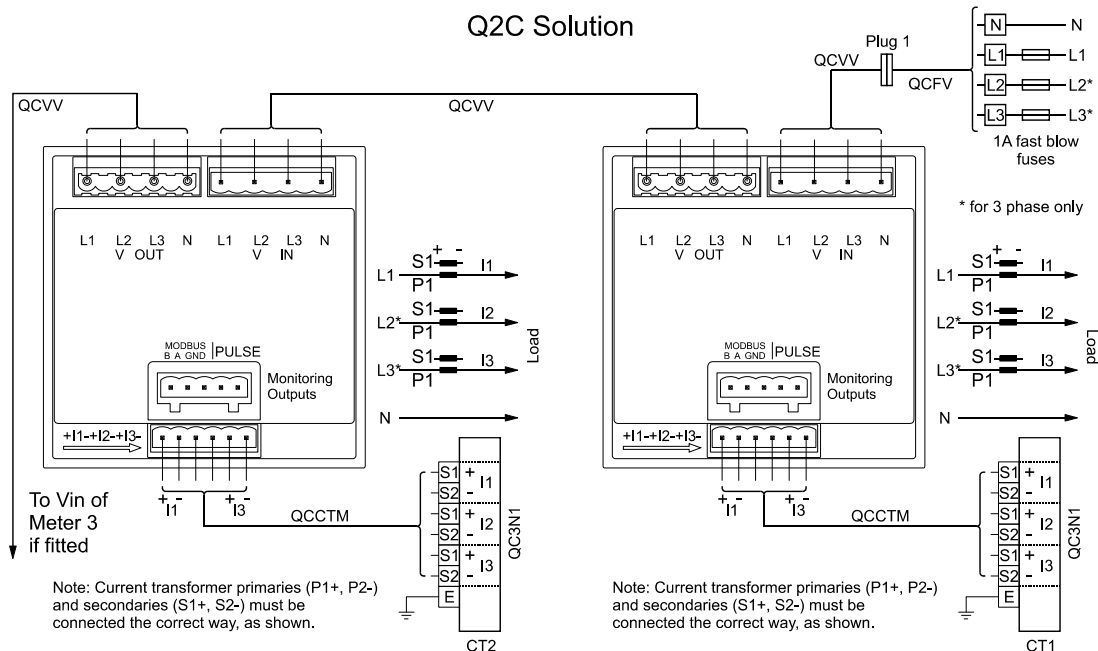 Q2C Solution
QCVV
QCVV
QCVV
Plug 1
QCFV
N N
L1 L1
L2 L2*
L3 L3*
1A fast blow
fuses
* for 3 phase only
L1 L2 L3 N L1 L2 L3 N
V OUT V IN
MODBUS
B A GND
PULSE
Monitoring
Outputs
+I1-+I2-+I3-
+ - + -
I1 I3
QCCTM
+ -
L1 S1 I1
P1
L2* S1 I2
P1
L3* S1 I3
P1
N
Load
S1 + I1
S2 -
S1 + I2
S2 -
S1 + I3
S2 -
E
QC3N1
CT2
To Vin of
Meter 3
if fitted
Note: Current transformer primaries (P1+, P2-)
and secondaries (S1+, S2-) must be
connected the correct way, as shown.
L1 L2 L3 N L1 L2 L3 N
V OUT V IN
MODBUS
B A GND
PULSE
Monitoring
Outputs
+I1-+I2-+I3-
+ - + -
I1 I3
QCCTM
+ -
L1 S1 I1
P1
L2* S1 I2
P1
L3* S1 I3
P1
N
Load
S1 + I1
S2 -
S1 + I2
S2 -
S1 + I3
S2 -
E
QC3N1
CT1
Note: Current transformer primaries (P1+, P2-)
and secondaries (S1+, S2-) must be
connected the correct way, as shown.